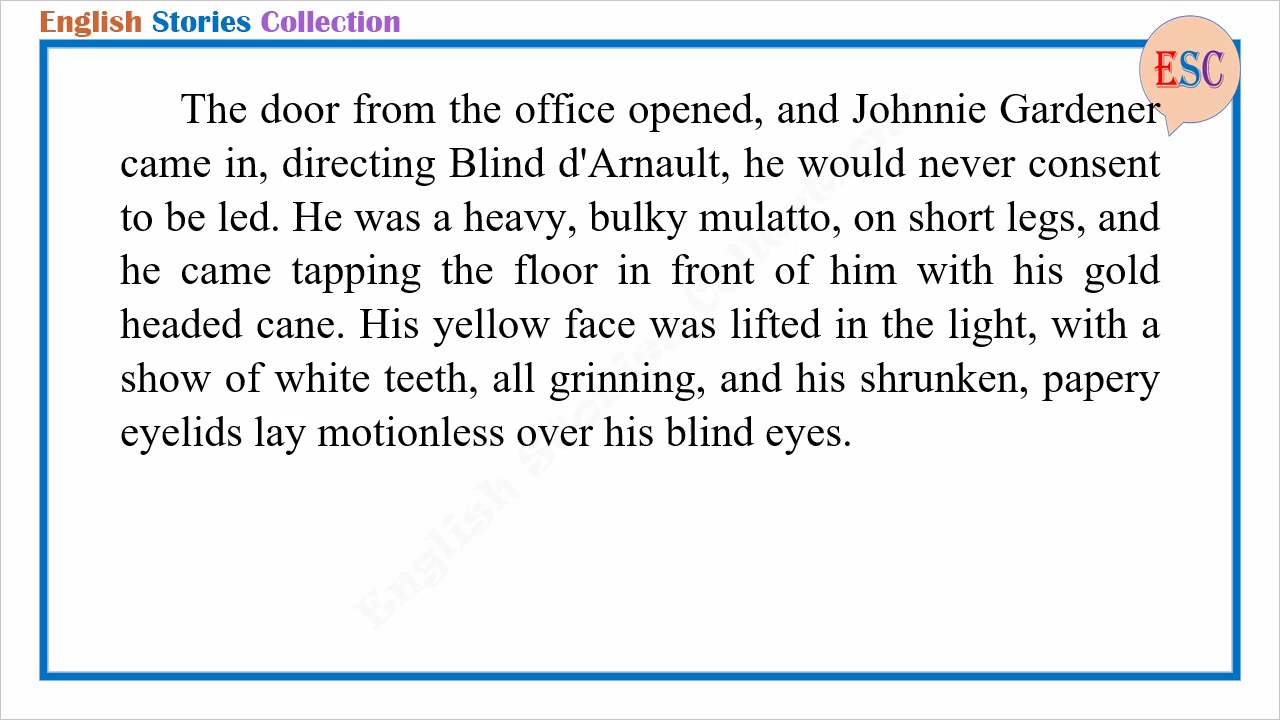 English Stories Collection
ESC
The door from the office opened, and Johnnie Gardener
came in, directing Blind d'Arnault, he would never consent
to be led. He was a heavy, bulky mulatto, on short legs, and
he came tapping the floor in front of him with his gold
headed cane. His yellow face was lifted in the light, with a
show of white teeth, all grinning, and his shrunken, papery
eyelids lay motionless over his blind eyes.
English Stories Collection